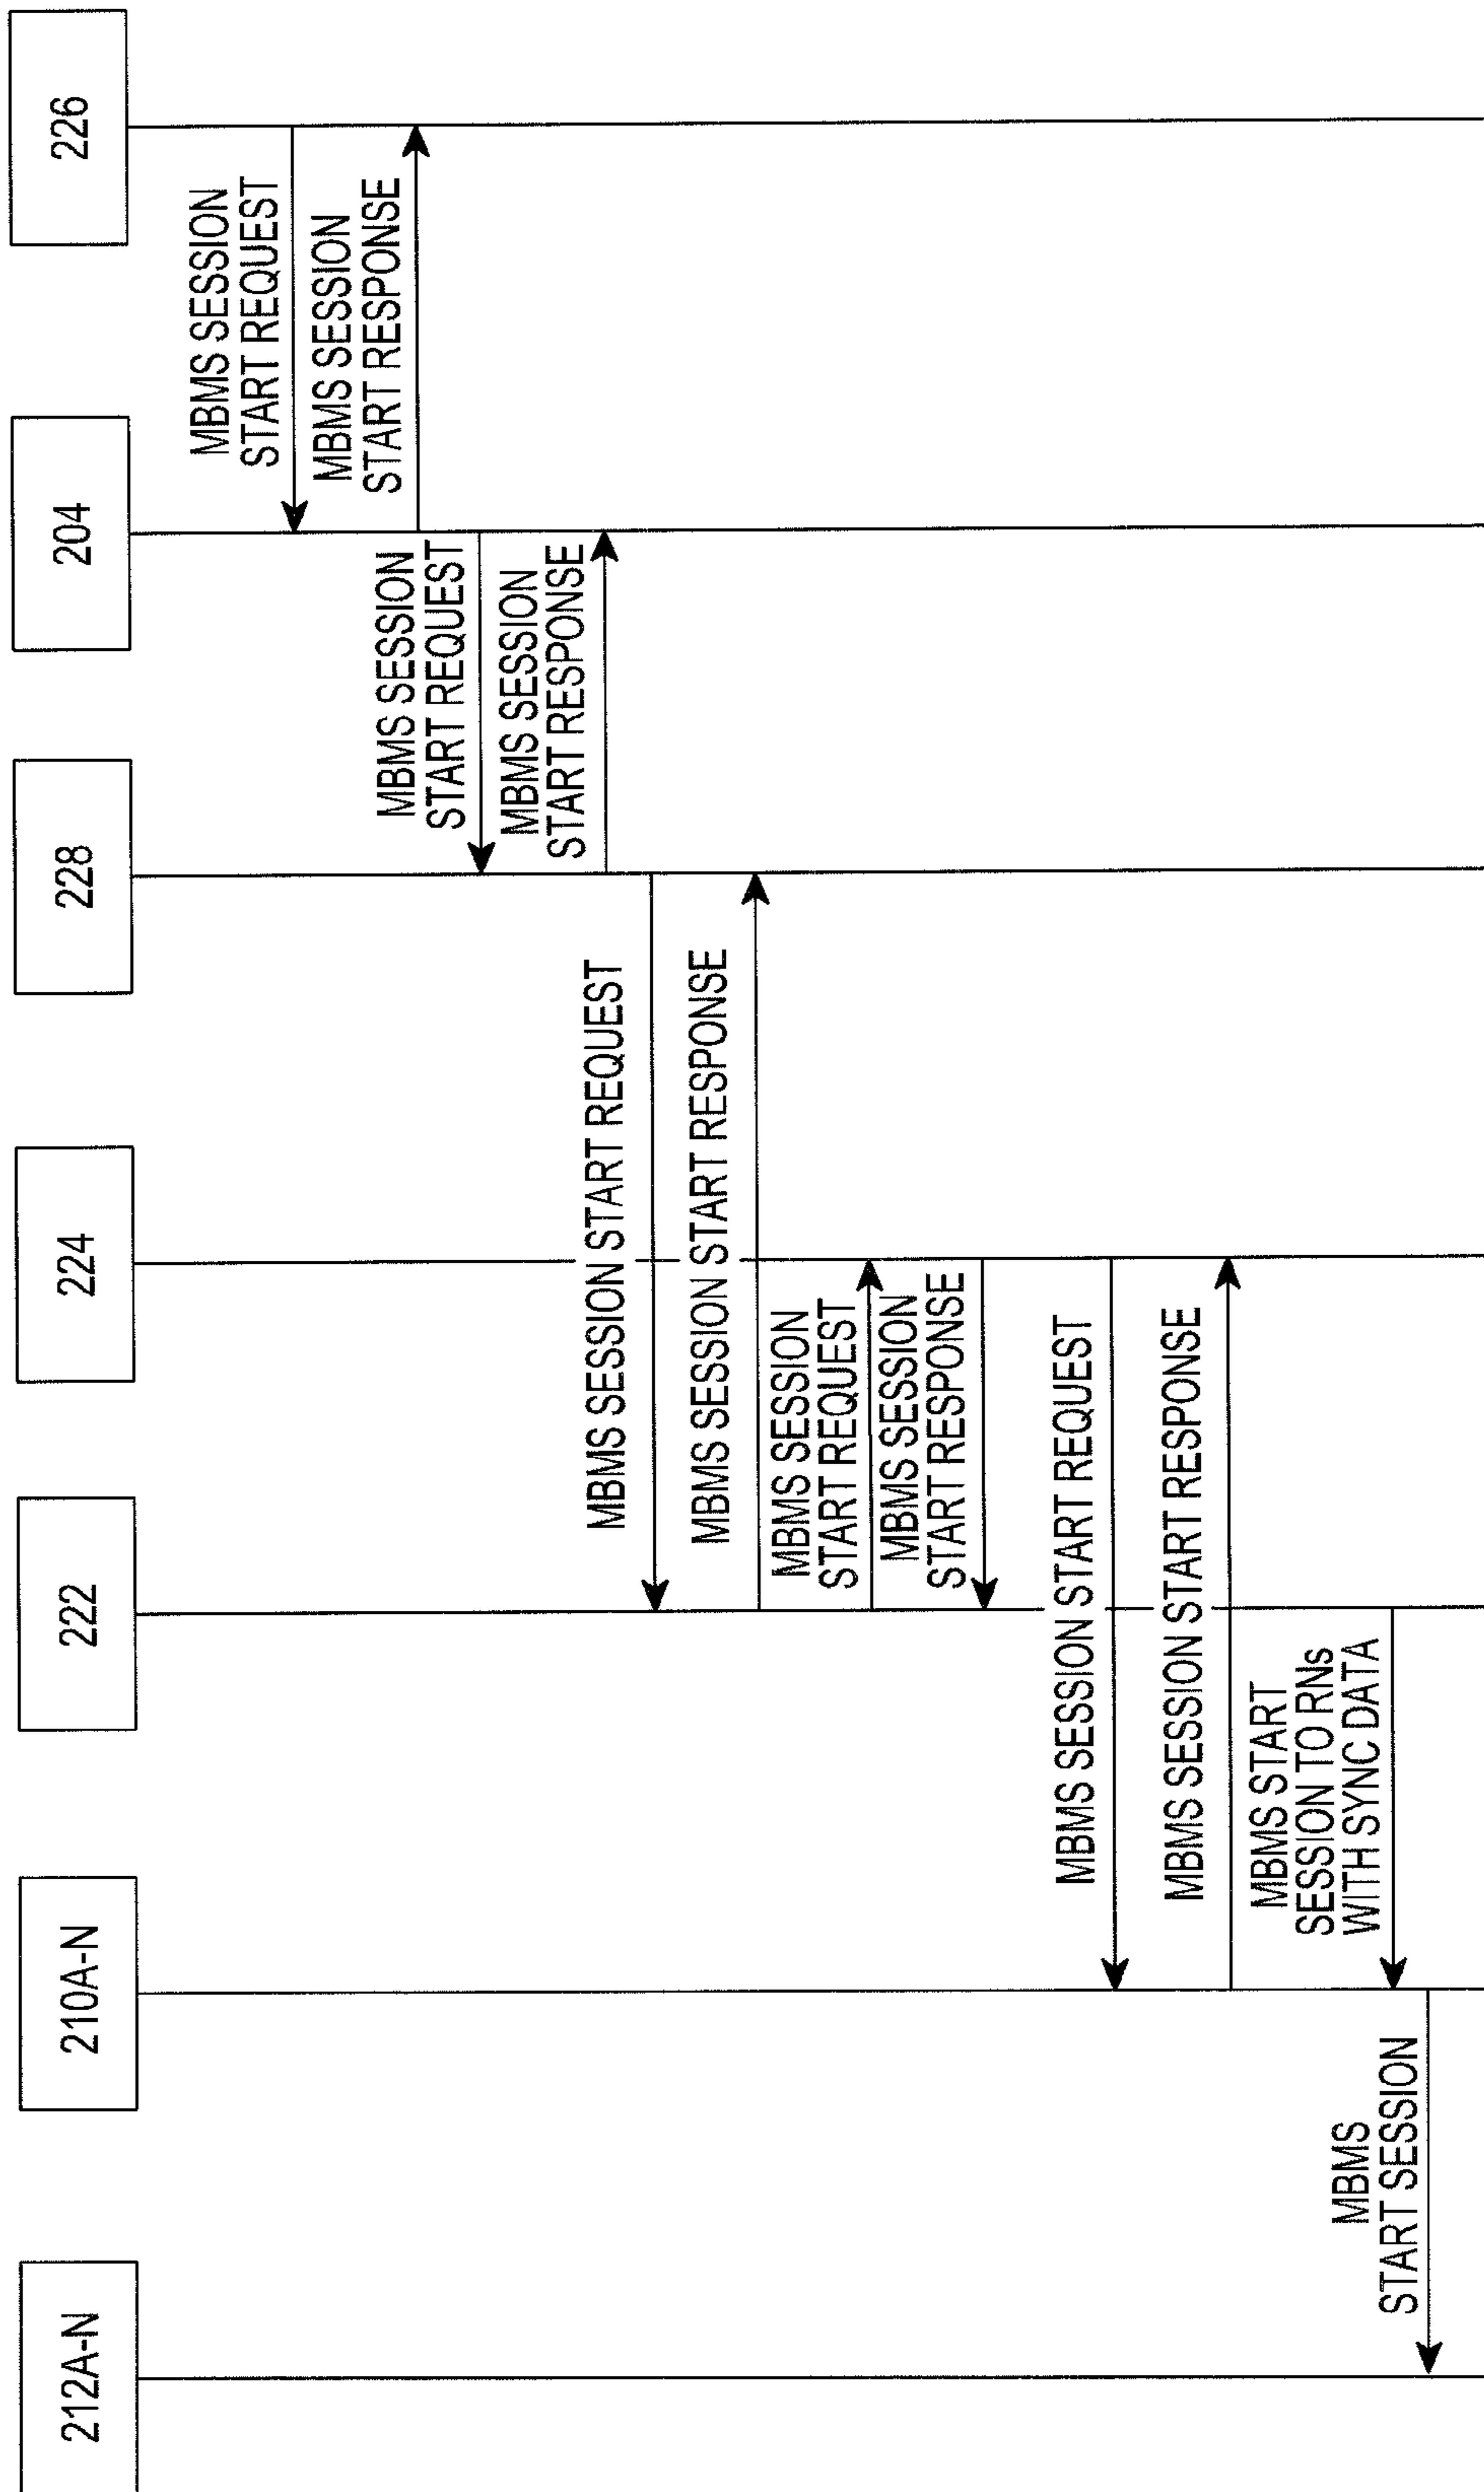 212A-N
210A-N
222
224
228
204
226
MBMS SESSION
START REQUEST
MBMS SESSION
START RESPONSE
MBMS SESSION
START REQUEST
MBMS SESSION
START RESPONSE
MBMS SESSION START REQUEST
MBMS SESSION START RESPONSE
MBMS SESSION
START REQUEST
MBMS SESSION
START RESPONSE
MBMS SESSION START REQUEST
MBMS SESSION START RESPONSE
MBMS START
SESSION TO RNs
WITH SYNC DATA
MBMS
START SESSION